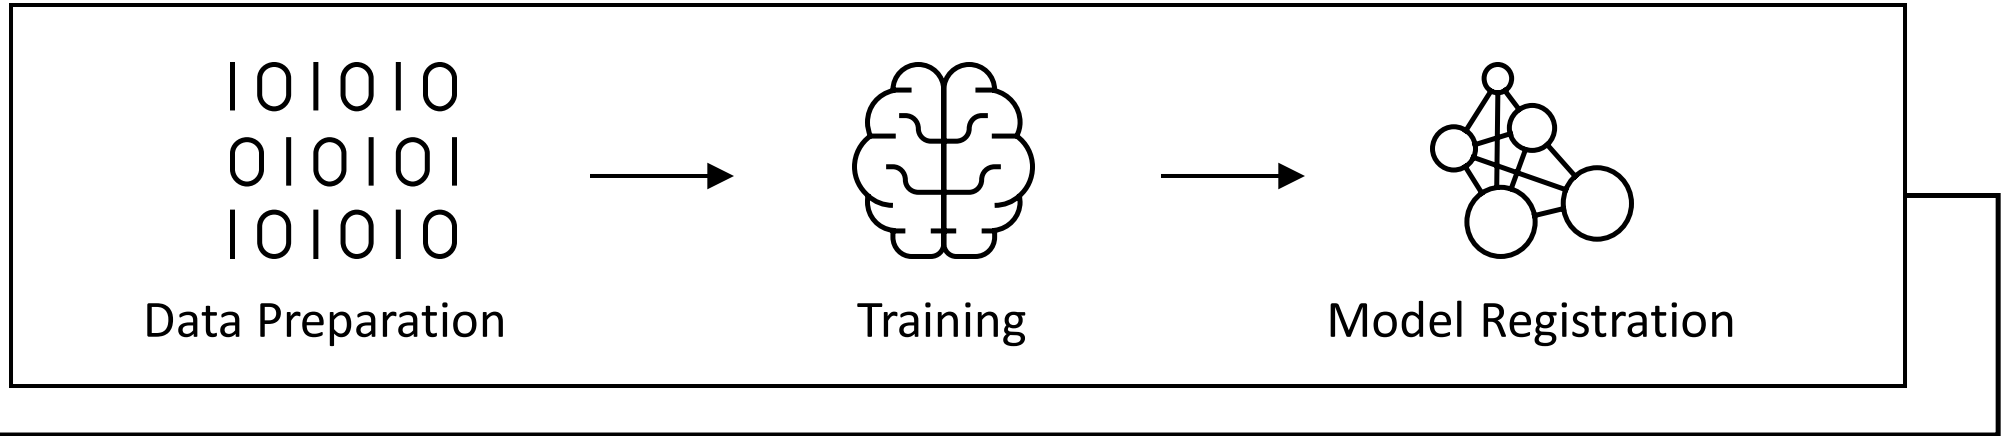 101010
010101
101010
Data Preparation
Training
Model Registration